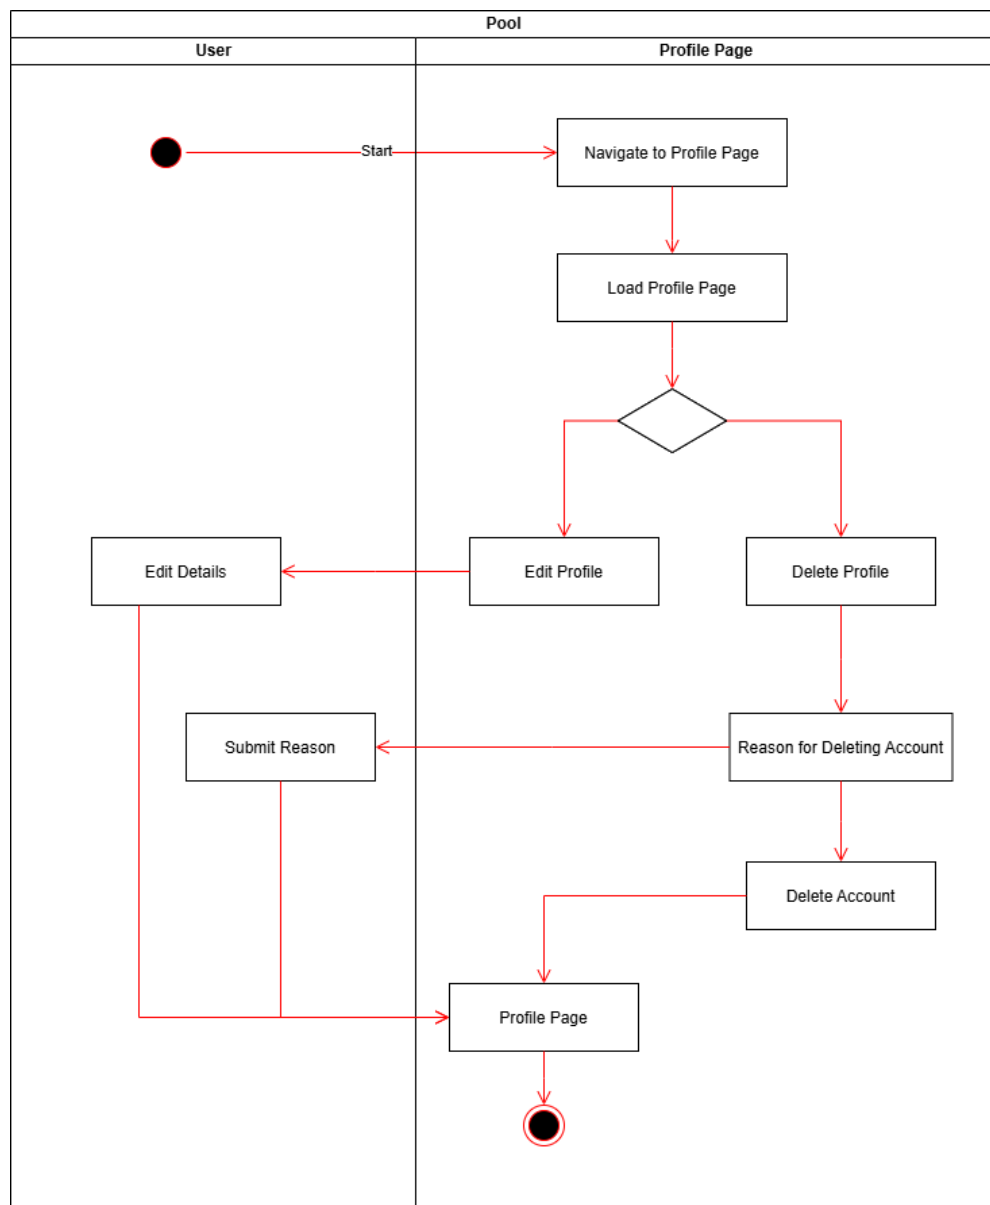 Pool
User
Profile Page
Start
Navigate to Profile Page
Load Profile Page
Edit Details
Edit Profile
Delete Profile
Submit Reason
Reason for Deleting Account
Delete Account
Profile Page